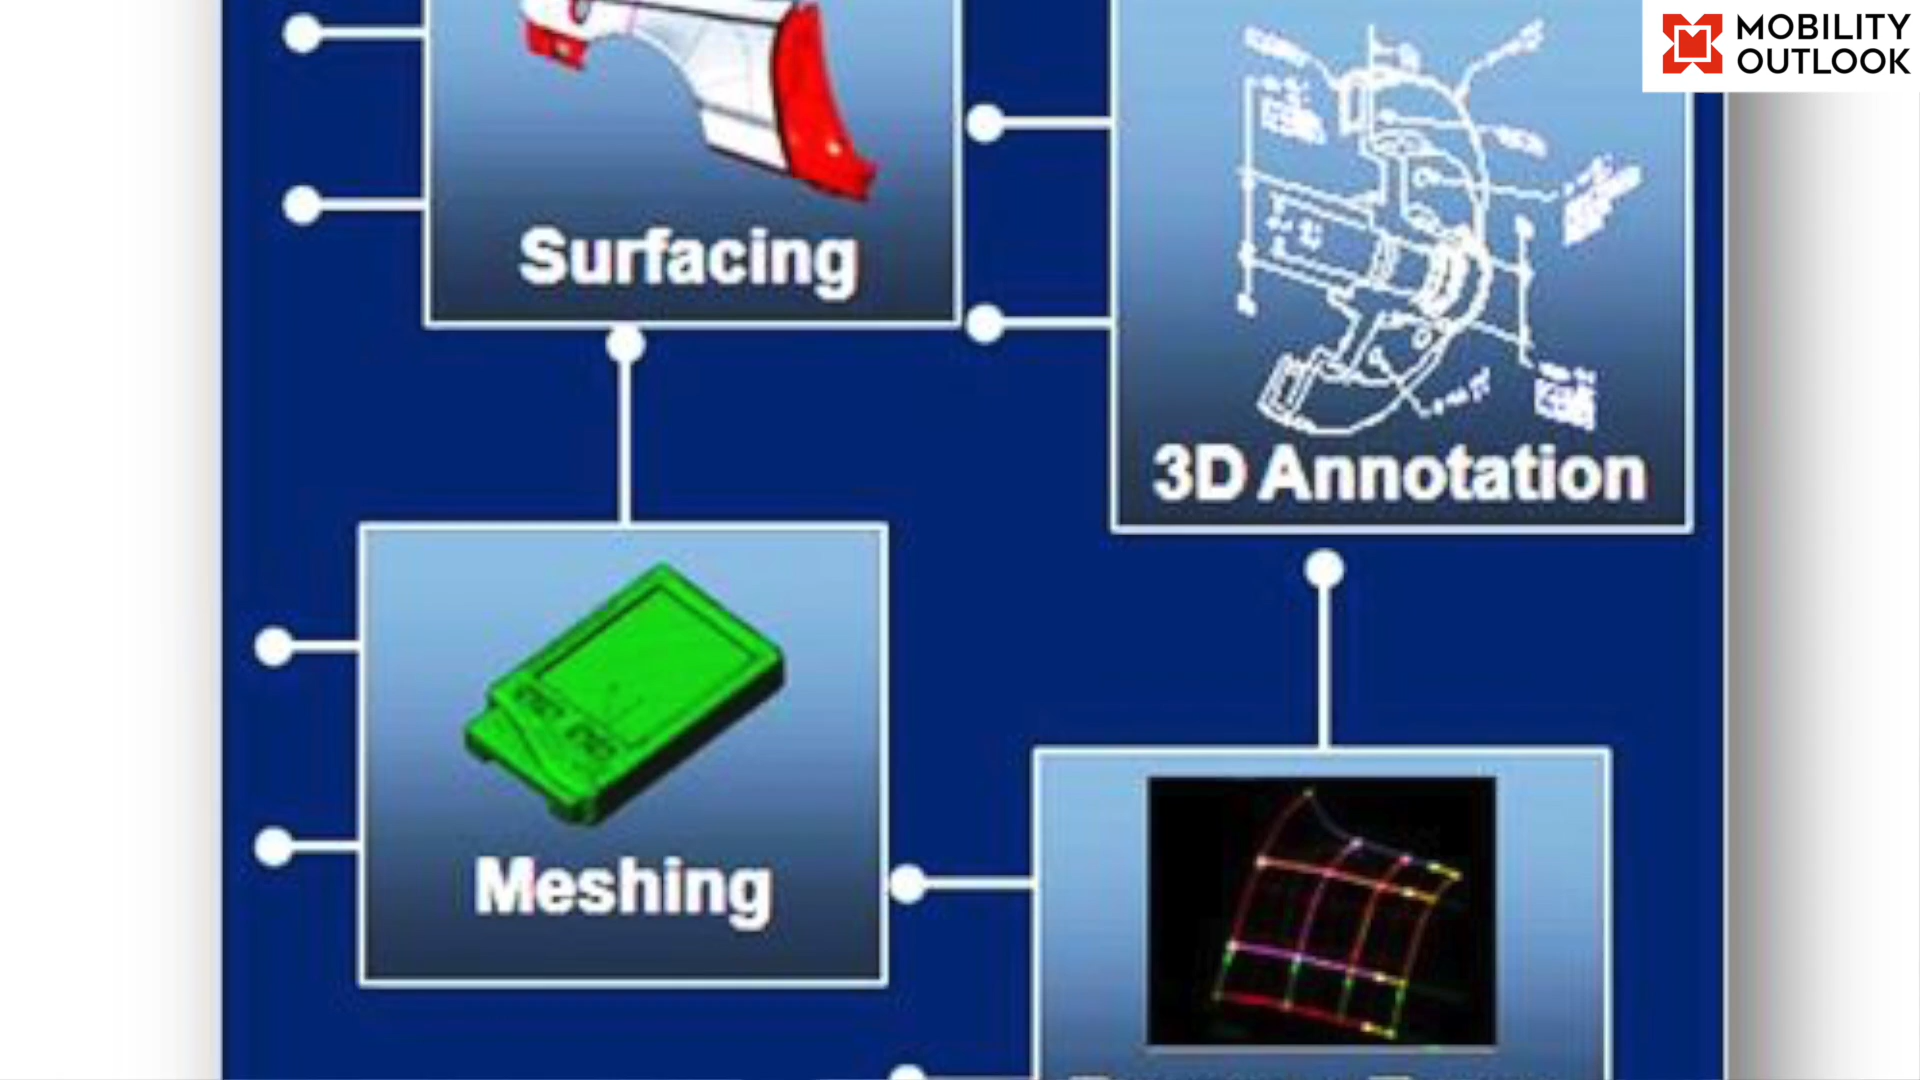 MOBILITY
OUTLOOK
Surfacing
3D Annotation
Meshing